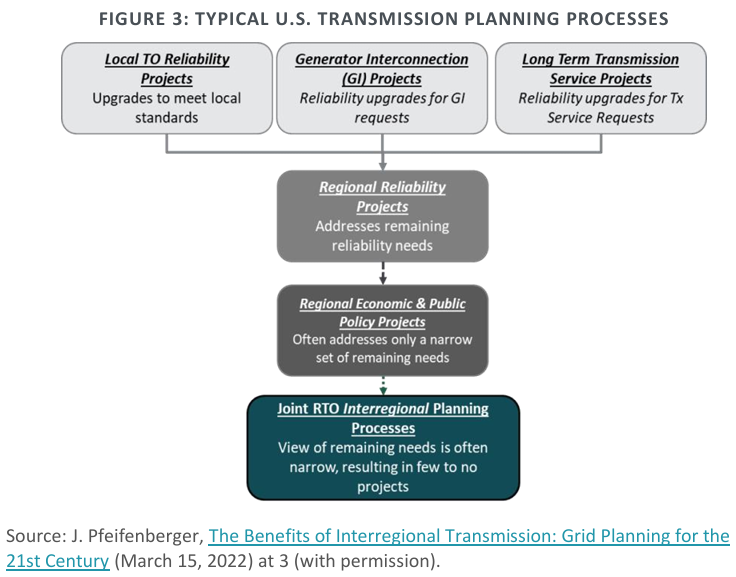 FIGURE 3: TYPICAL U.S. TRANSMISSION PLANNING PROCESSES
Local TO Reliability
Projects
Upgrades to meet local
standards
Generator Interconnection
(GI) Projects
Reliability upgrades for GI
requests
Long Term Transmission
Service Projects
Reliability upgrades for Tx
Service Requests
Regional Reliability
Projects
Addresses remaining
reliability needs
Regional Economic & Public
Policy Projects
Often addresses only a narrow
set of remaining needs
Joint RTO Interregional Planning
Processes
View of remaining needs is often
narrow, resulting in few to no
projects
Source: J. Pfeifenberger, The Benefits of Interregional Transmission: Grid Planning for the
21st Century (March 15, 2022) at 3 (with permission).